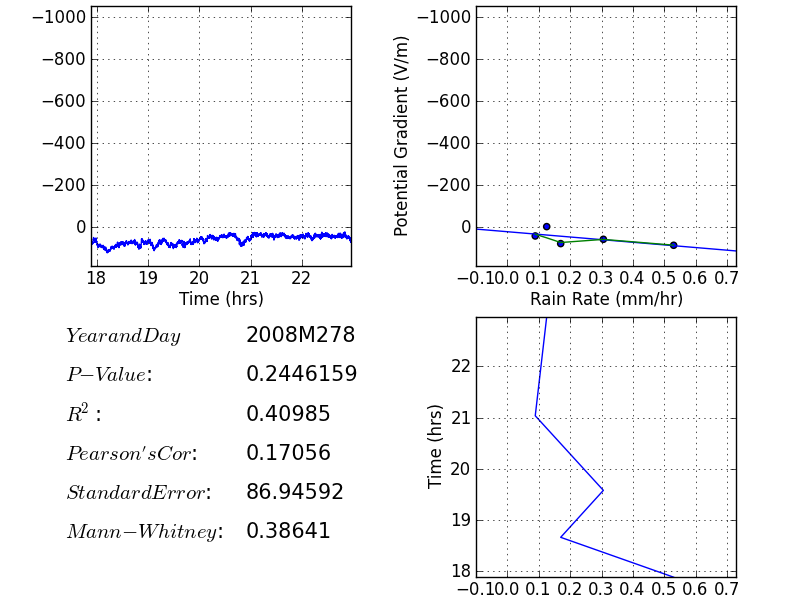 −1000
−800
−600
−400
−200
0
18 19 20 21 22
Time (hrs)
Potential Gradient (V/m)
−1000
−800
−600
−400
−200
0
−0.1 0.0 0.1 0.2 0.3 0.4 0.5 0.6 0.7
Rain Rate (mm/hr)
YearandDay 2008M278
P−Value: 0.2446159
R²: 0.40985
Pearson'sCor: 0.17056
StandardError: 86.94592
Mann−Whitney: 0.38641
Time (hrs)
22
21
20
19
18
−0.1 0.0 0.1 0.2 0.3 0.4 0.5 0.6 0.7